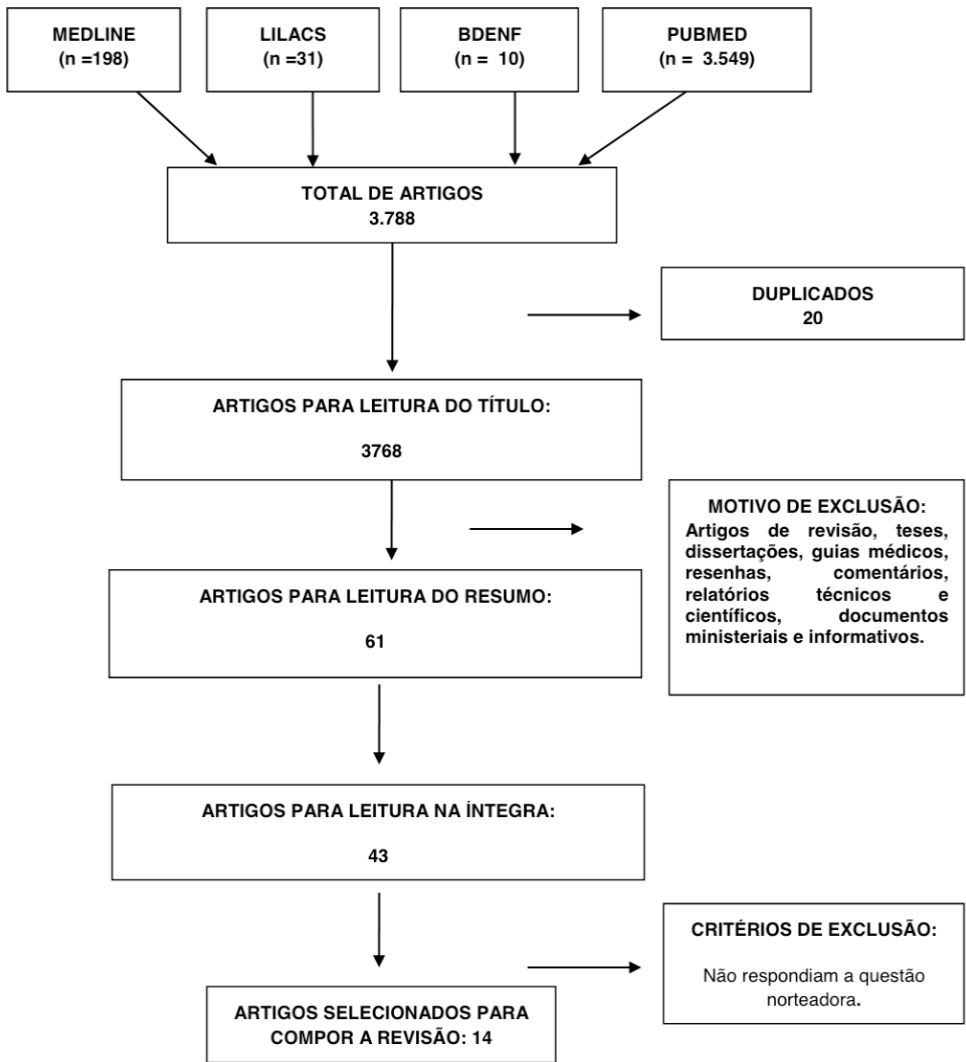 MEDLINE
(n =198)
LILACS
(n =31)
BDENF
(n = 10)
PUBMED
(n = 3.549)
TOTAL DE ARTIGOS
3.788
DUPLICADOS
20
ARTIGOS PARA LEITURA DO TÍTULO:
3768
MOTIVO DE EXCLUSÃO:
Artigos de revisão, teses,
dissertações, guias médicos,
resenhas, comentários,
relatórios técnicos e
científicos, documentos
ministeriais e informativos.
ARTIGOS PARA LEITURA DO RESUMO:
61
ARTIGOS PARA LEITURA NA ÍNTEGRA:
43
CRITÉRIOS DE EXCLUSÃO:
Não respondiam a questão
norteadora.
ARTIGOS SELECIONADOS PARA
COMPOR A REVISÃO: 14